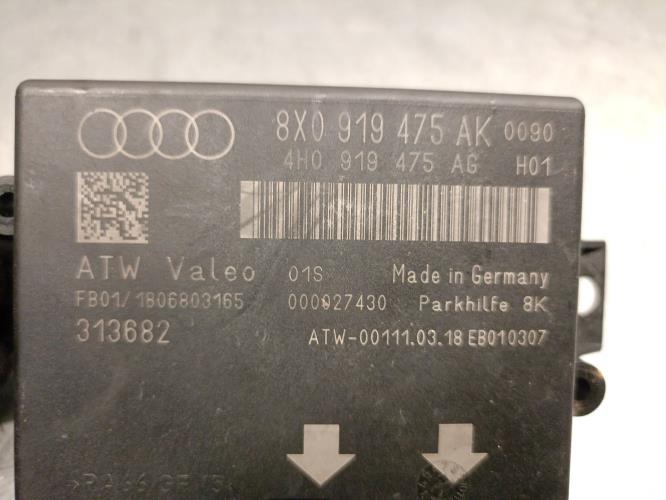 8X0 919 475 AK 0090
4H0 919 475 AG H01
ATW Valeo 01S Made in Germany
FB01/1806803165 000027430 Parkhilfe 8K
313682 ATW-00111.03.18 EB010307